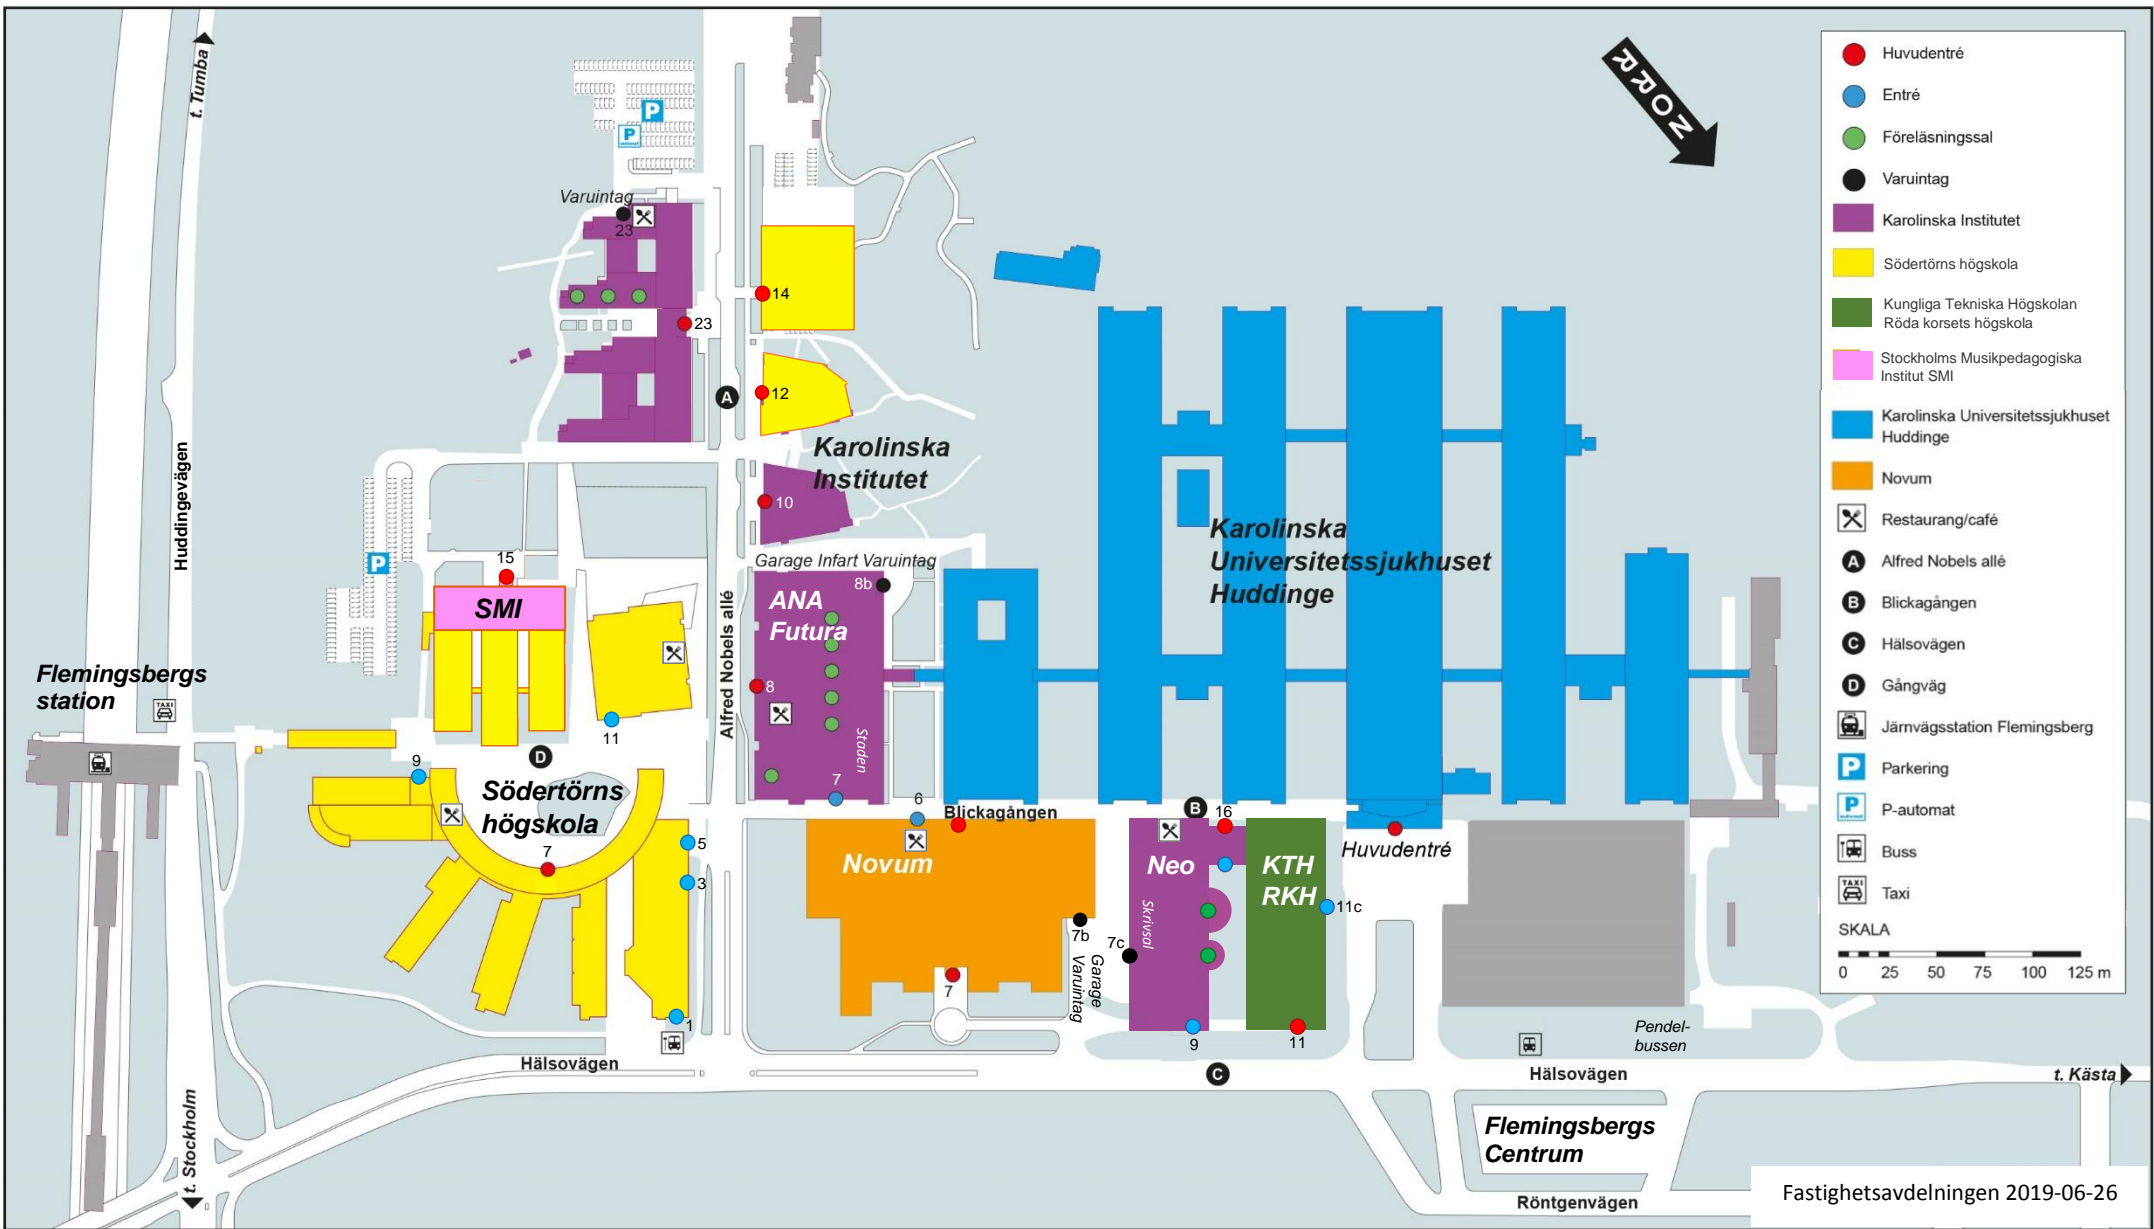 t. Tumba
Huddingevägen
Flemingsbergs
station
TAXI
t. Stockholm
P
P
automat
Varuintag
23
23
14
12
A
10
Karolinska
Institutet
P
15
SMI
11
D
9
Södertörns
högskola
7
5
3
1
Hälsovägen
Alfred Nobels allé
Garage Infart Varuintag
8b
ANA
Futura
8
Staden
7
6
Blickagången
Novum
7
7b
Garage
Varuintag
7c
B
16
Neo
Skrivsal
9
KTH
RKH
11c
11
C
Karolinska
Universitetssjukhuset
Huddinge
Huvudentré
Pendel-
bussen
Hälsovägen
t. Kästa
Flemingsbergs
Centrum
Röntgenvägen
NORR
Huvudentré
Entré
Föreläsningssal
Varuintag
Karolinska Institutet
Södertörns högskola
Kungliga Tekniska Högskolan
Röda korsets högskola
Stockholms Musikpedagogiska
Institut SMI
Karolinska Universitetssjukhuset
Huddinge
Novum
Restaurang/café
A Alfred Nobels allé
B Blickagången
C Hälsovägen
D Gångväg
Järnvägsstation Flemingsberg
P Parkering
P automat P-automat
Buss
TAXI Taxi
SKALA
0 25 50 75 100 125 m
Fastighetsavdelningen 2019-06-26